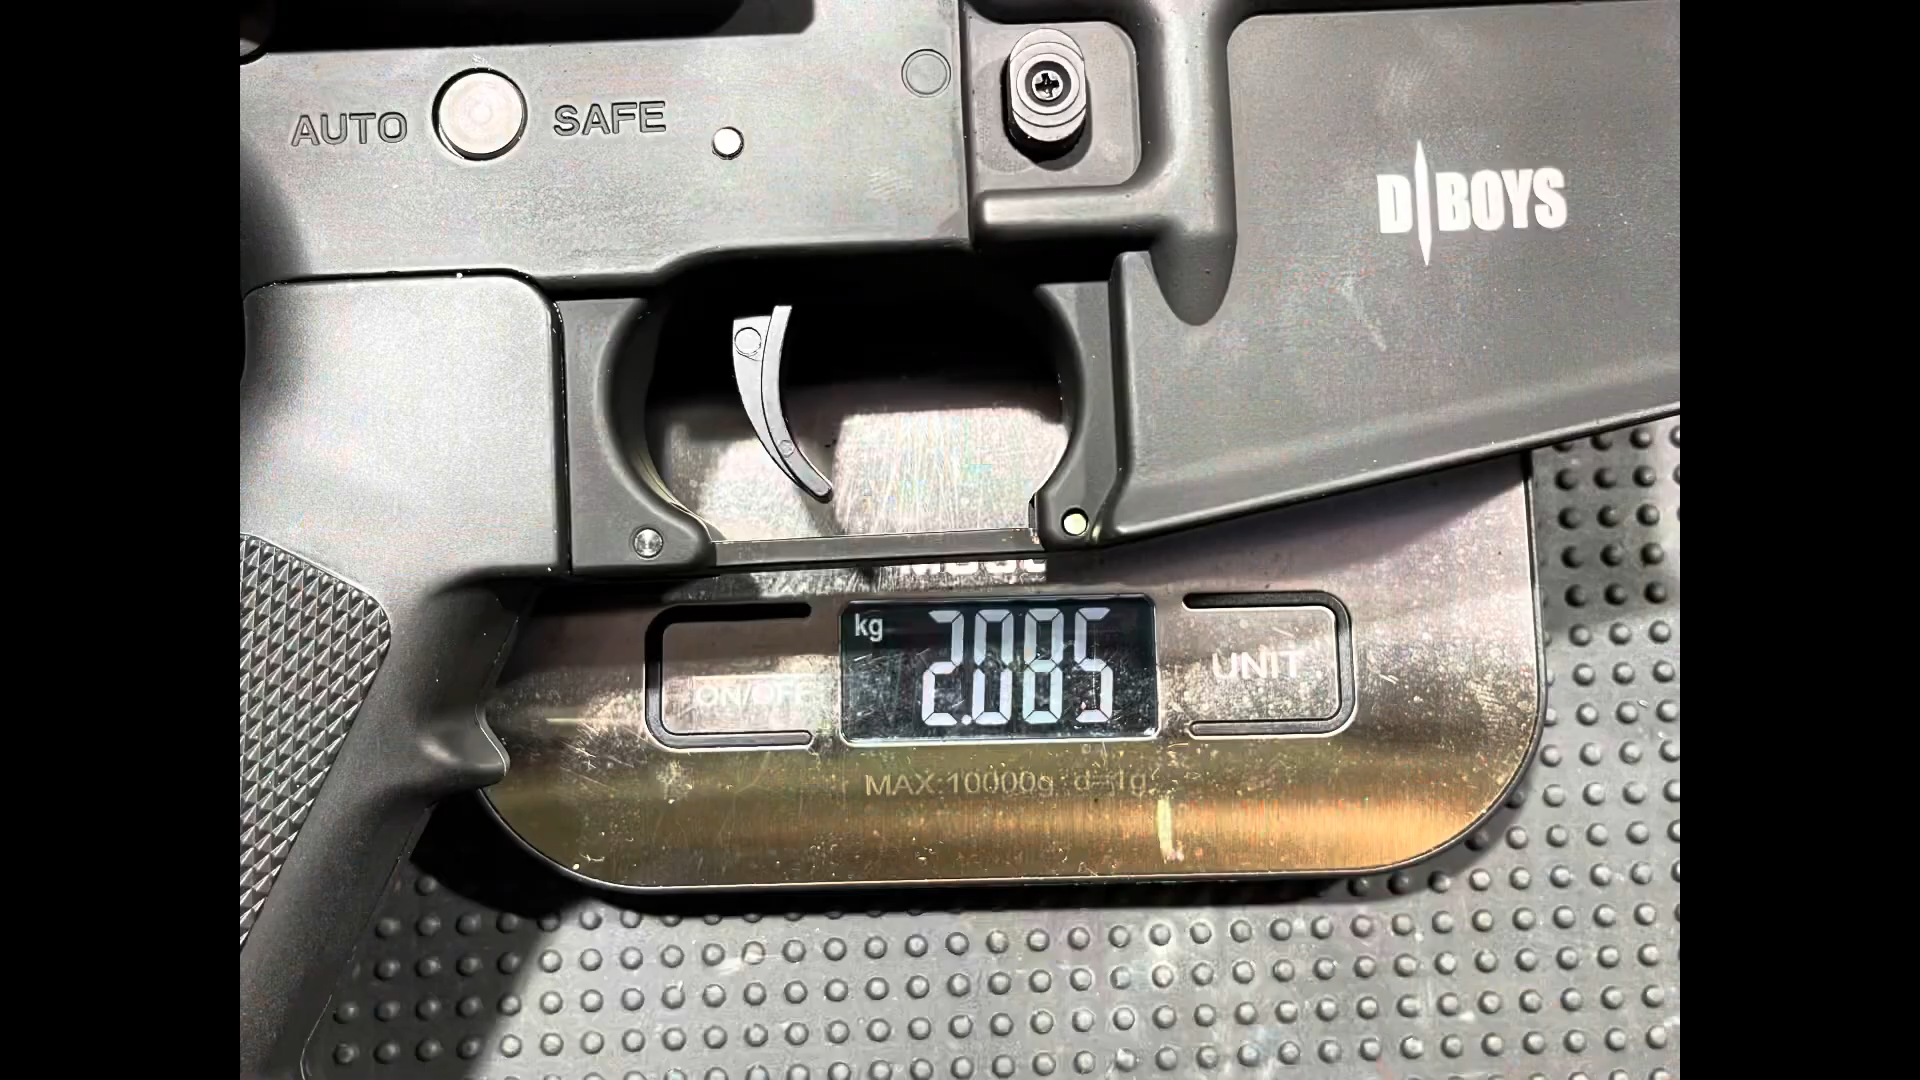 AUTO SAFE
D|BOYS
kg 2.085
ON/OFF
UNIT
MAX:10000g d=1g